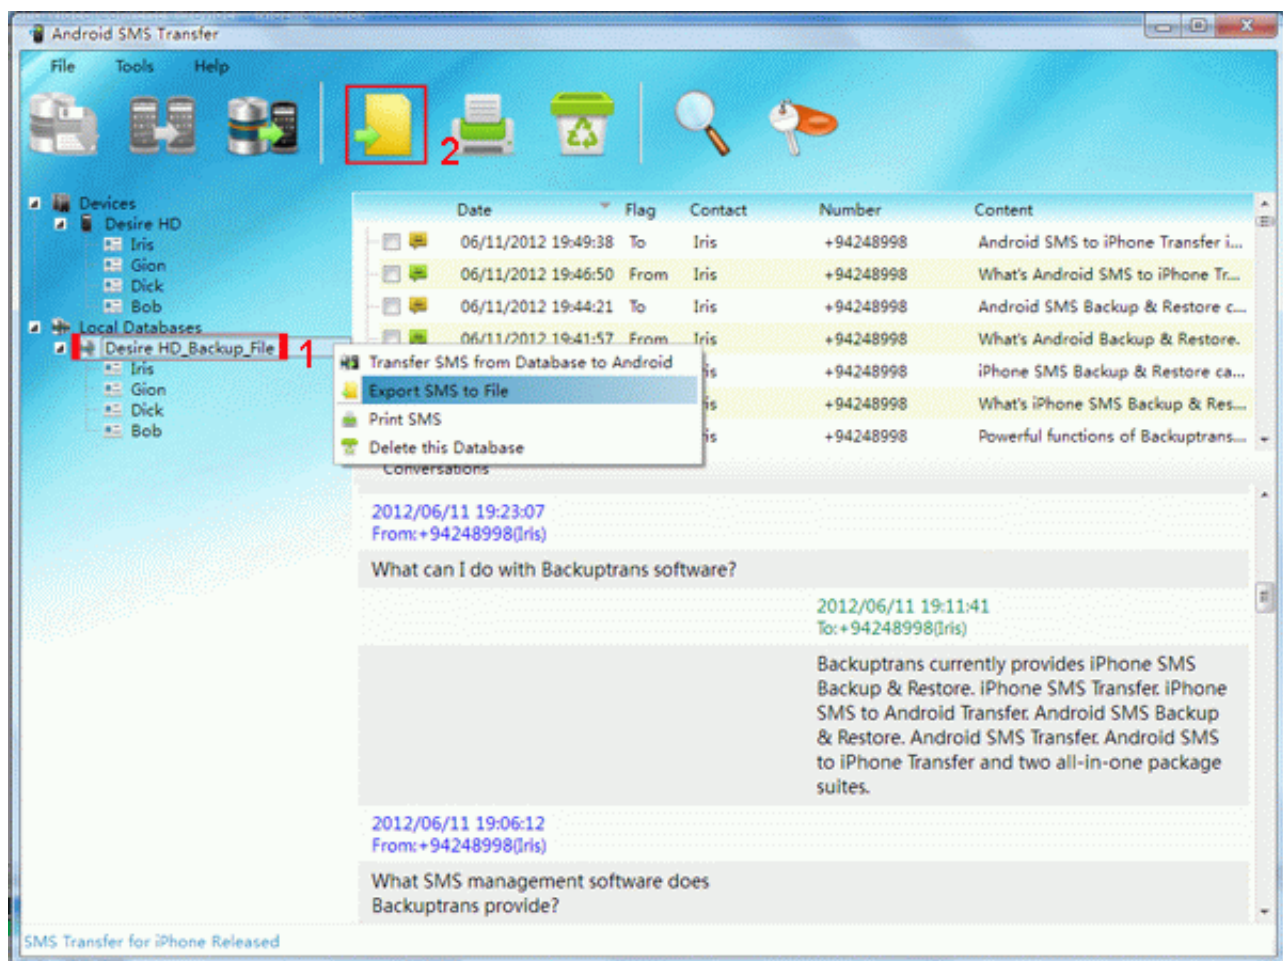 Android SMS Transfer
File Tools Help
2
Devices
Desire HD
Iris
Gion
Dick
Bob
Local Databases
Desire HD_Backup_File 1
Iris
Gion
Dick
Bob
Date Flag Contact Number Content
06/11/2012 19:49:38 To Iris +94248998 Android SMS to iPhone Transfer i...
06/11/2012 19:46:50 From Iris +94248998 What's Android SMS to iPhone Tr...
06/11/2012 19:44:21 To Iris +94248998 Android SMS Backup & Restore c...
06/11/2012 19:41:57 From Iris +94248998 What's Android Backup & Restore.
+94248998 iPhone SMS Backup & Restore ca...
+94248998 What's iPhone SMS Backup & Res...
+94248998 Powerful functions of Backuptrans...
Transfer SMS from Database to Android
Export SMS to File
Print SMS
Delete this Database
Conversations
2012/06/11 19:23:07
From:+94248998(Iris)
What can I do with Backuptrans software?
2012/06/11 19:11:41
To:+94248998(Iris)
Backuptrans currently provides iPhone SMS
Backup & Restore. iPhone SMS Transfer. iPhone
SMS to Android Transfer. Android SMS Backup
& Restore. Android SMS Transfer. Android SMS
to iPhone Transfer and two all-in-one package
suites.
2012/06/11 19:06:12
From:+94248998(Iris)
What SMS management software does
Backuptrans provide?
SMS Transfer for iPhone Released